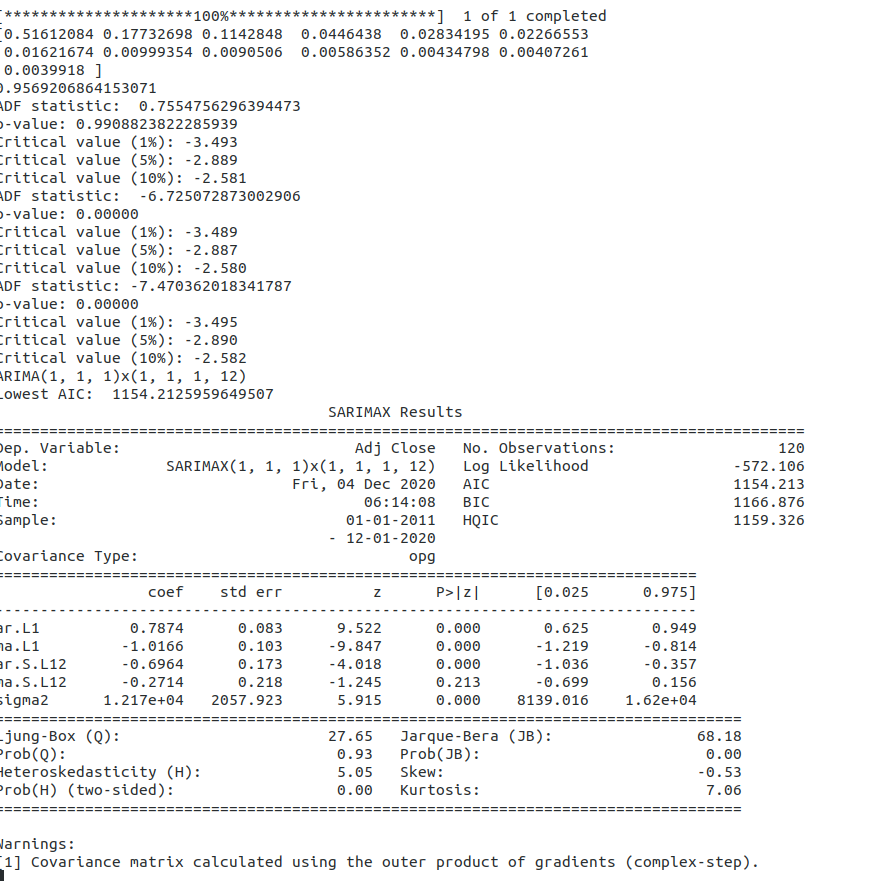 [*********************100%***********************]  1 of 1 completed
[0.51612084 0.17732698 0.1142848  0.0446438  0.02834195 0.02266553
 0.01621674 0.00999354 0.0090506  0.00586352 0.00434798 0.00407261
 0.0039918 ]
0.9569206864153071
ADF statistic:  0.7554756296394473
p-value: 0.9908823822285939
Critical value (1%): -3.493
Critical value (5%): -2.889
Critical value (10%): -2.581
ADF statistic:  -6.725072873002906
p-value: 0.00000
Critical value (1%): -3.489
Critical value (5%): -2.887
Critical value (10%): -2.580
ADF statistic: -7.470362018341787
p-value: 0.00000
Critical value (1%): -3.495
Critical value (5%): -2.890
Critical value (10%): -2.582
ARIMA(1, 1, 1)x(1, 1, 1, 12)
Lowest AIC:  1154.2125959649507
SARIMAX Results
==========================================================================================
Dep. Variable: Adj Close No. Observations: 120
Model: SARIMAX(1, 1, 1)x(1, 1, 1, 12) Log Likelihood -572.106
Date: Fri, 04 Dec 2020 AIC 1154.213
Time: 06:14:08 BIC 1166.876
Sample: 01-01-2011 HQIC 1159.326
- 12-01-2020
Covariance Type: opg
==============================================================================
coef std err z P>|z| [0.025 0.975]
------------------------------------------------------------------------------
ar.L1 0.7874 0.083 9.522 0.000 0.625 0.949
ma.L1 -1.0166 0.103 -9.847 0.000 -1.219 -0.814
ar.S.L12 -0.6964 0.173 -4.018 0.000 -1.036 -0.357
ma.S.L12 -0.2714 0.218 -1.245 0.213 -0.699 0.156
sigma2 1.217e+04 2057.923 5.915 0.000 8139.016 1.62e+04
===================================================================================
Ljung-Box (Q): 27.65 Jarque-Bera (JB): 68.18
Prob(Q): 0.93 Prob(JB): 0.00
Heteroskedasticity (H): 5.05 Skew: -0.53
Prob(H) (two-sided): 0.00 Kurtosis: 7.06
===================================================================================
Warnings:
[1] Covariance matrix calculated using the outer product of gradients (complex-step).